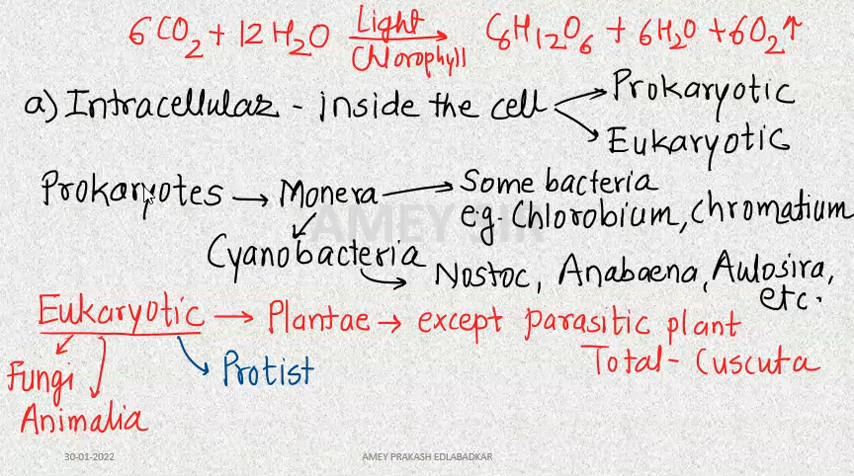 6CO₂ + 12H₂O Light Chlorophyll → C₆H₁₂O₆ + 6H₂O + 6O₂↑
a) Intracellular - inside the cell → Prokaryotic
→ Eukaryotic
Prokaryotes → Monera → Some bacteria
eg. Chlorobium, chromatium
AMEY SIR
Cyanobacteria → Nostoc, Anabaena, Aulosira,
etc.
Eukaryotic → Plantae → except parasitic plant
Total - Cuscuta
Fungi
Protist
Animalia
30-01-2022 AMEY PRAKASH EDLABADKAR